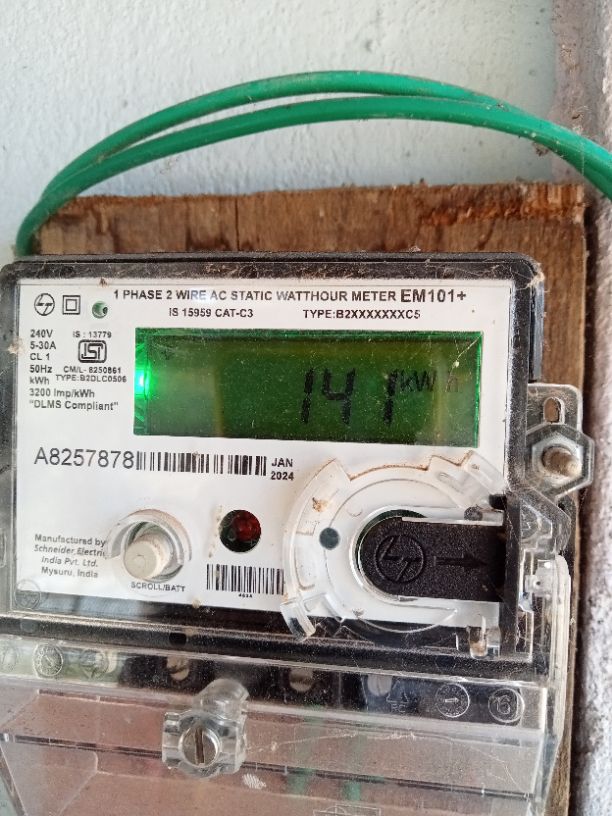 1 PHASE 2 WIRE AC STATIC WATTHOUR METER EM101+
IS 15959 CAT-C3 TYPE:B2XXXXXXXC5
240V
5-30A
CL 1
50Hz
kWh
3200 Imp/kWh
"DLMS Compliant"
IS : 13779
ISI
CM/L- 8250861
TYPE:B2DLC0506
141 kWh
A8257878
JAN
2024
Manufactured by
Schneider Electric
India Pvt. Ltd.
Mysuru, India
SCROLL/BATT
LT